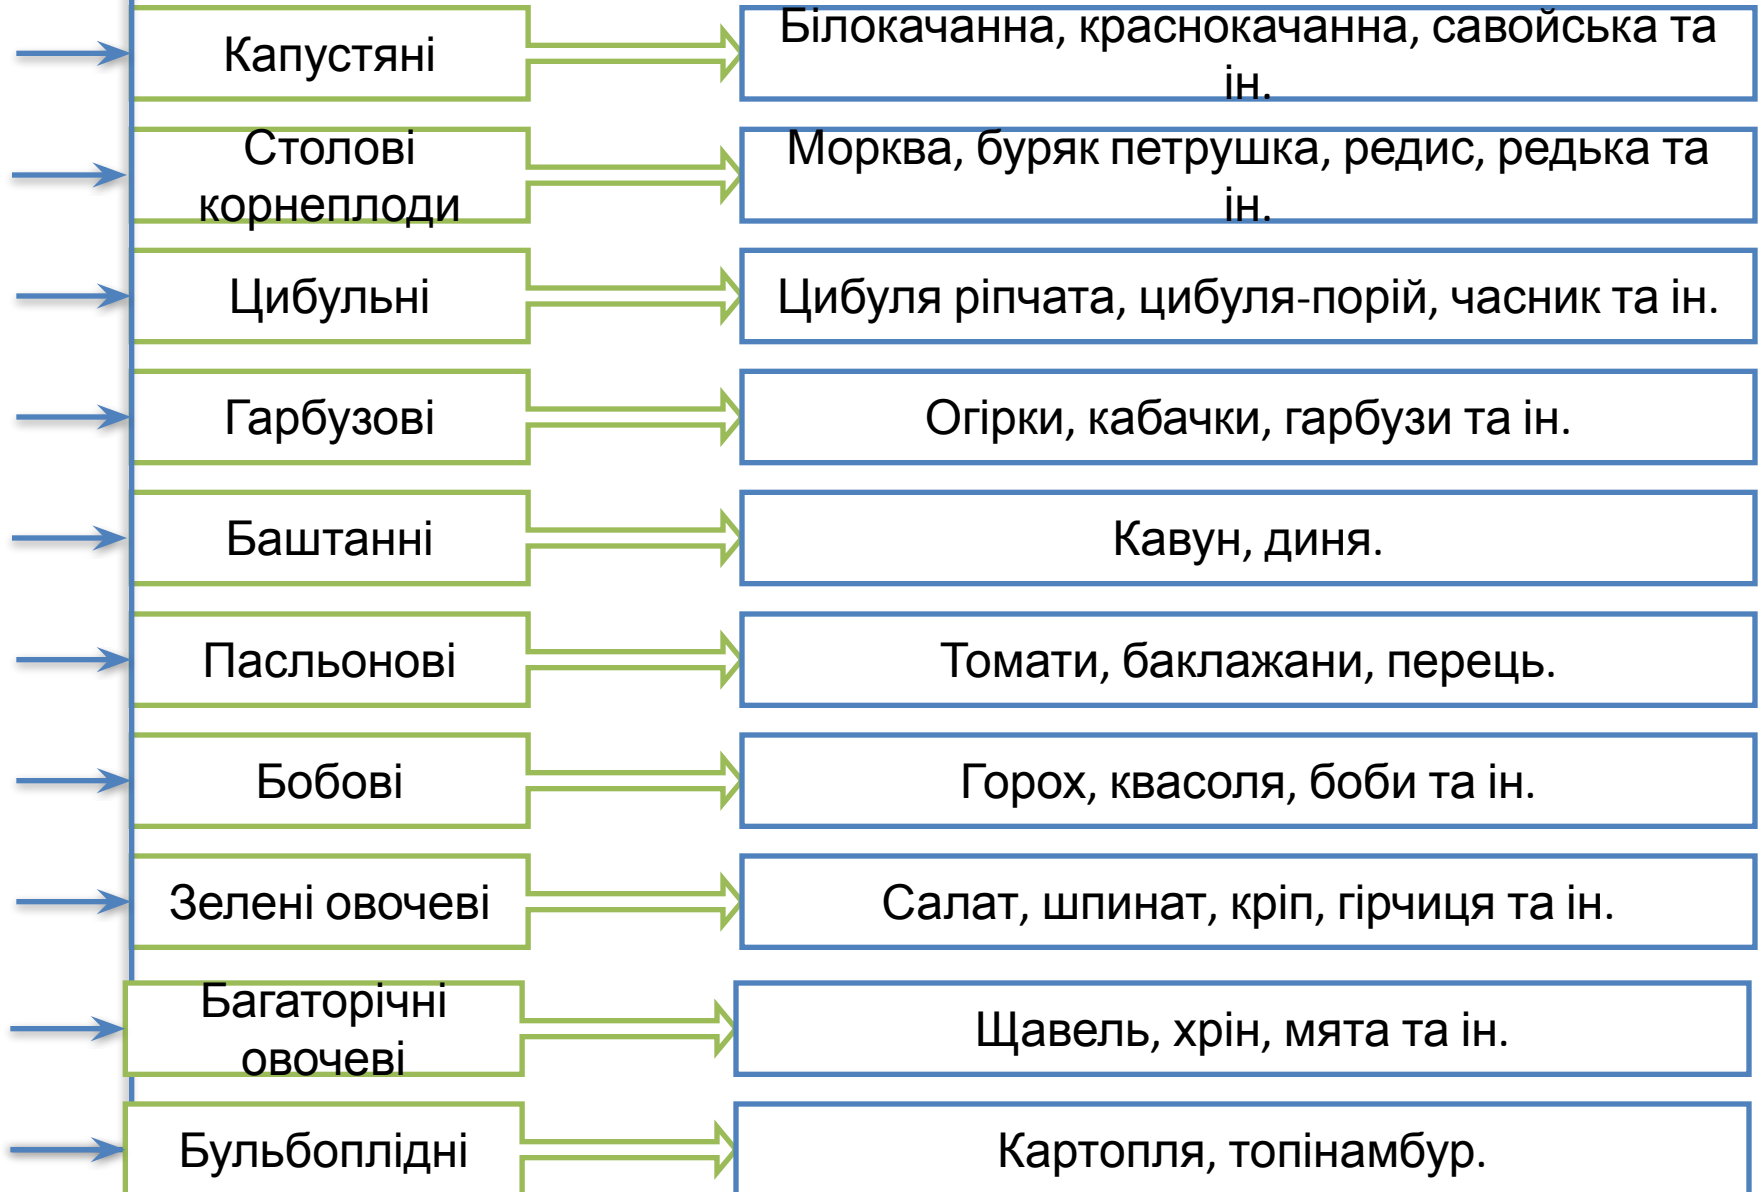 Капустяні
Білокачанна, краснокачанна, савойська та
ін.
Столові
корнеплоди
Морква, буряк петрушка, редис, редька та
ін.
Цибульні
Цибуля ріпчата, цибуля-порій, часник та ін.
Гарбузові
Огірки, кабачки, гарбузи та ін.
Баштанні
Кавун, диня.
Пасльонові
Томати, баклажани, перець.
Бобові
Горох, квасоля, боби та ін.
Зелені овочеві
Салат, шпинат, кріп, гірчиця та ін.
Багаторічні
овочеві
Щавель, хрін, мята та ін.
Бульбоплідні
Картопля, топінамбур.